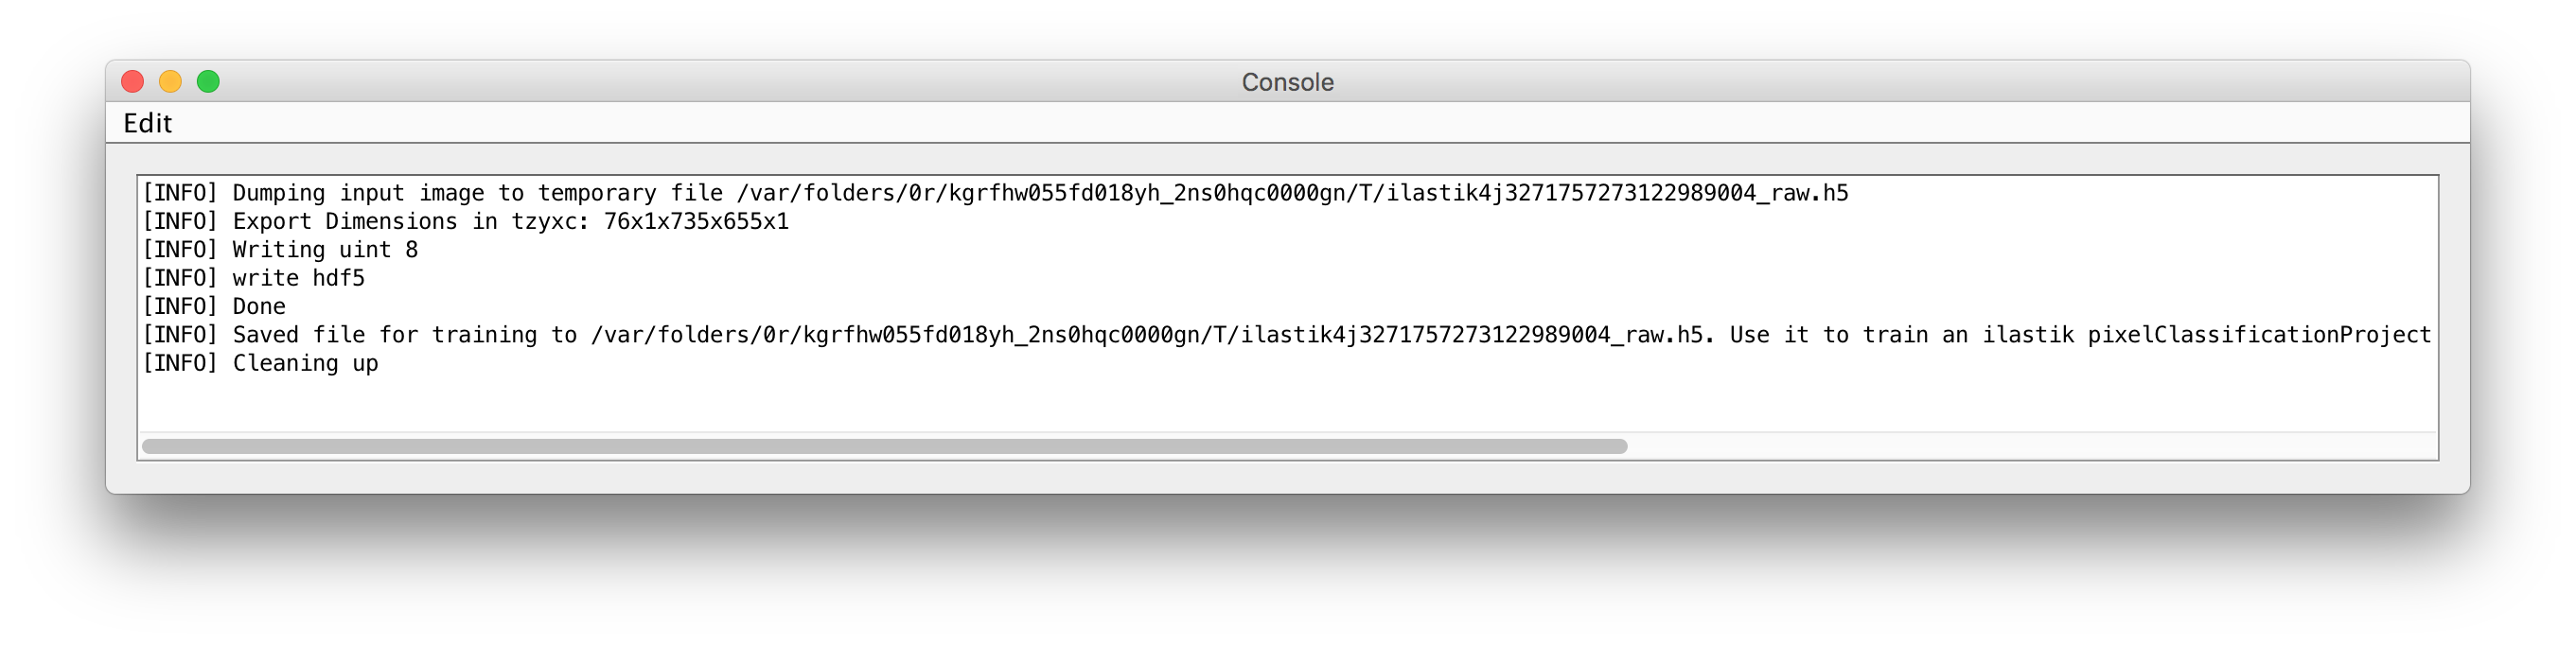 Console
Edit
[INFO] Dumping input image to temporary file /var/folders/0r/kgrfhw055fd018yh_2ns0hqc0000gn/T/ilastik4j3271757273122989004_raw.h5
[INFO] Export Dimensions in tzyxc: 76x1x735x655x1
[INFO] Writing uint 8
[INFO] write hdf5
[INFO] Done
[INFO] Saved file for training to /var/folders/0r/kgrfhw055fd018yh_2ns0hqc0000gn/T/ilastik4j3271757273122989004_raw.h5. Use it to train an ilastik pixelClassificationProject
[INFO] Cleaning up